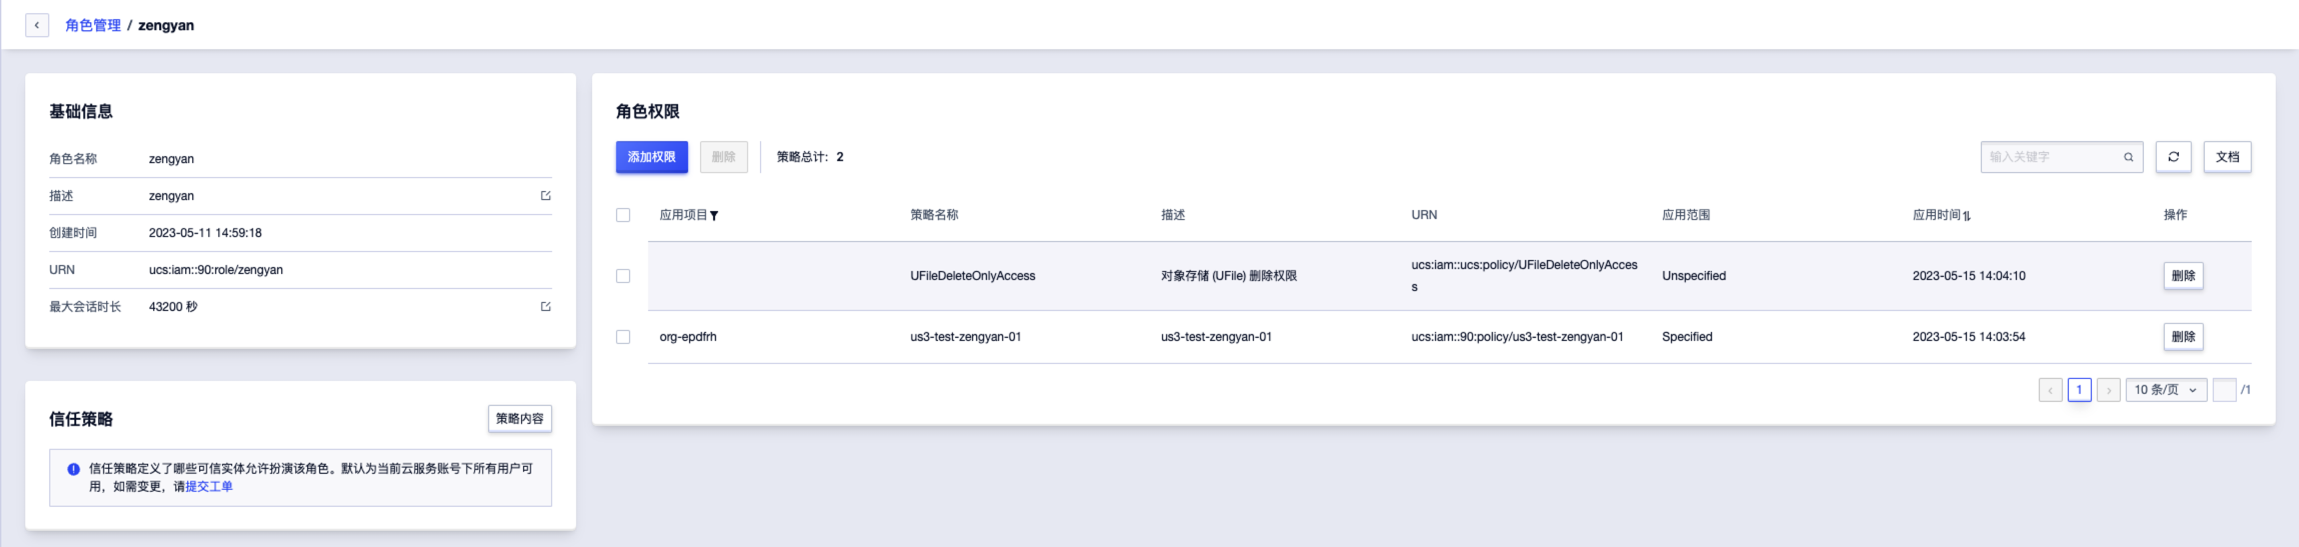 角色管理 / zengyan
基础信息
角色名称 zengyan
描述 zengyan
创建时间 2023-05-11 14:59:18
URN ucs:iam::90:role/zengyan
最大会话时长 43200 秒
信任策略 策略内容
信任策略定义了哪些可信实体允许扮演该角色。默认为当前云服务账号下所有用户可
用，如需变更，请提交工单
角色权限
添加权限 删除 策略总计: 2 输入关键字 文档
应用项目 策略名称 描述 URN 应用范围 应用时间 操作
UFileDeleteOnlyAccess 对象存储 (UFile) 删除权限 ucs:iam::ucs:policy/UFileDeleteOnlyAcces Unspecified 2023-05-15 14:04:10 删除
s
org-epdfrh us3-test-zengyan-01 us3-test-zengyan-01 ucs:iam::90:policy/us3-test-zengyan-01 Specified 2023-05-15 14:03:54 删除
1 10 条/页 /1